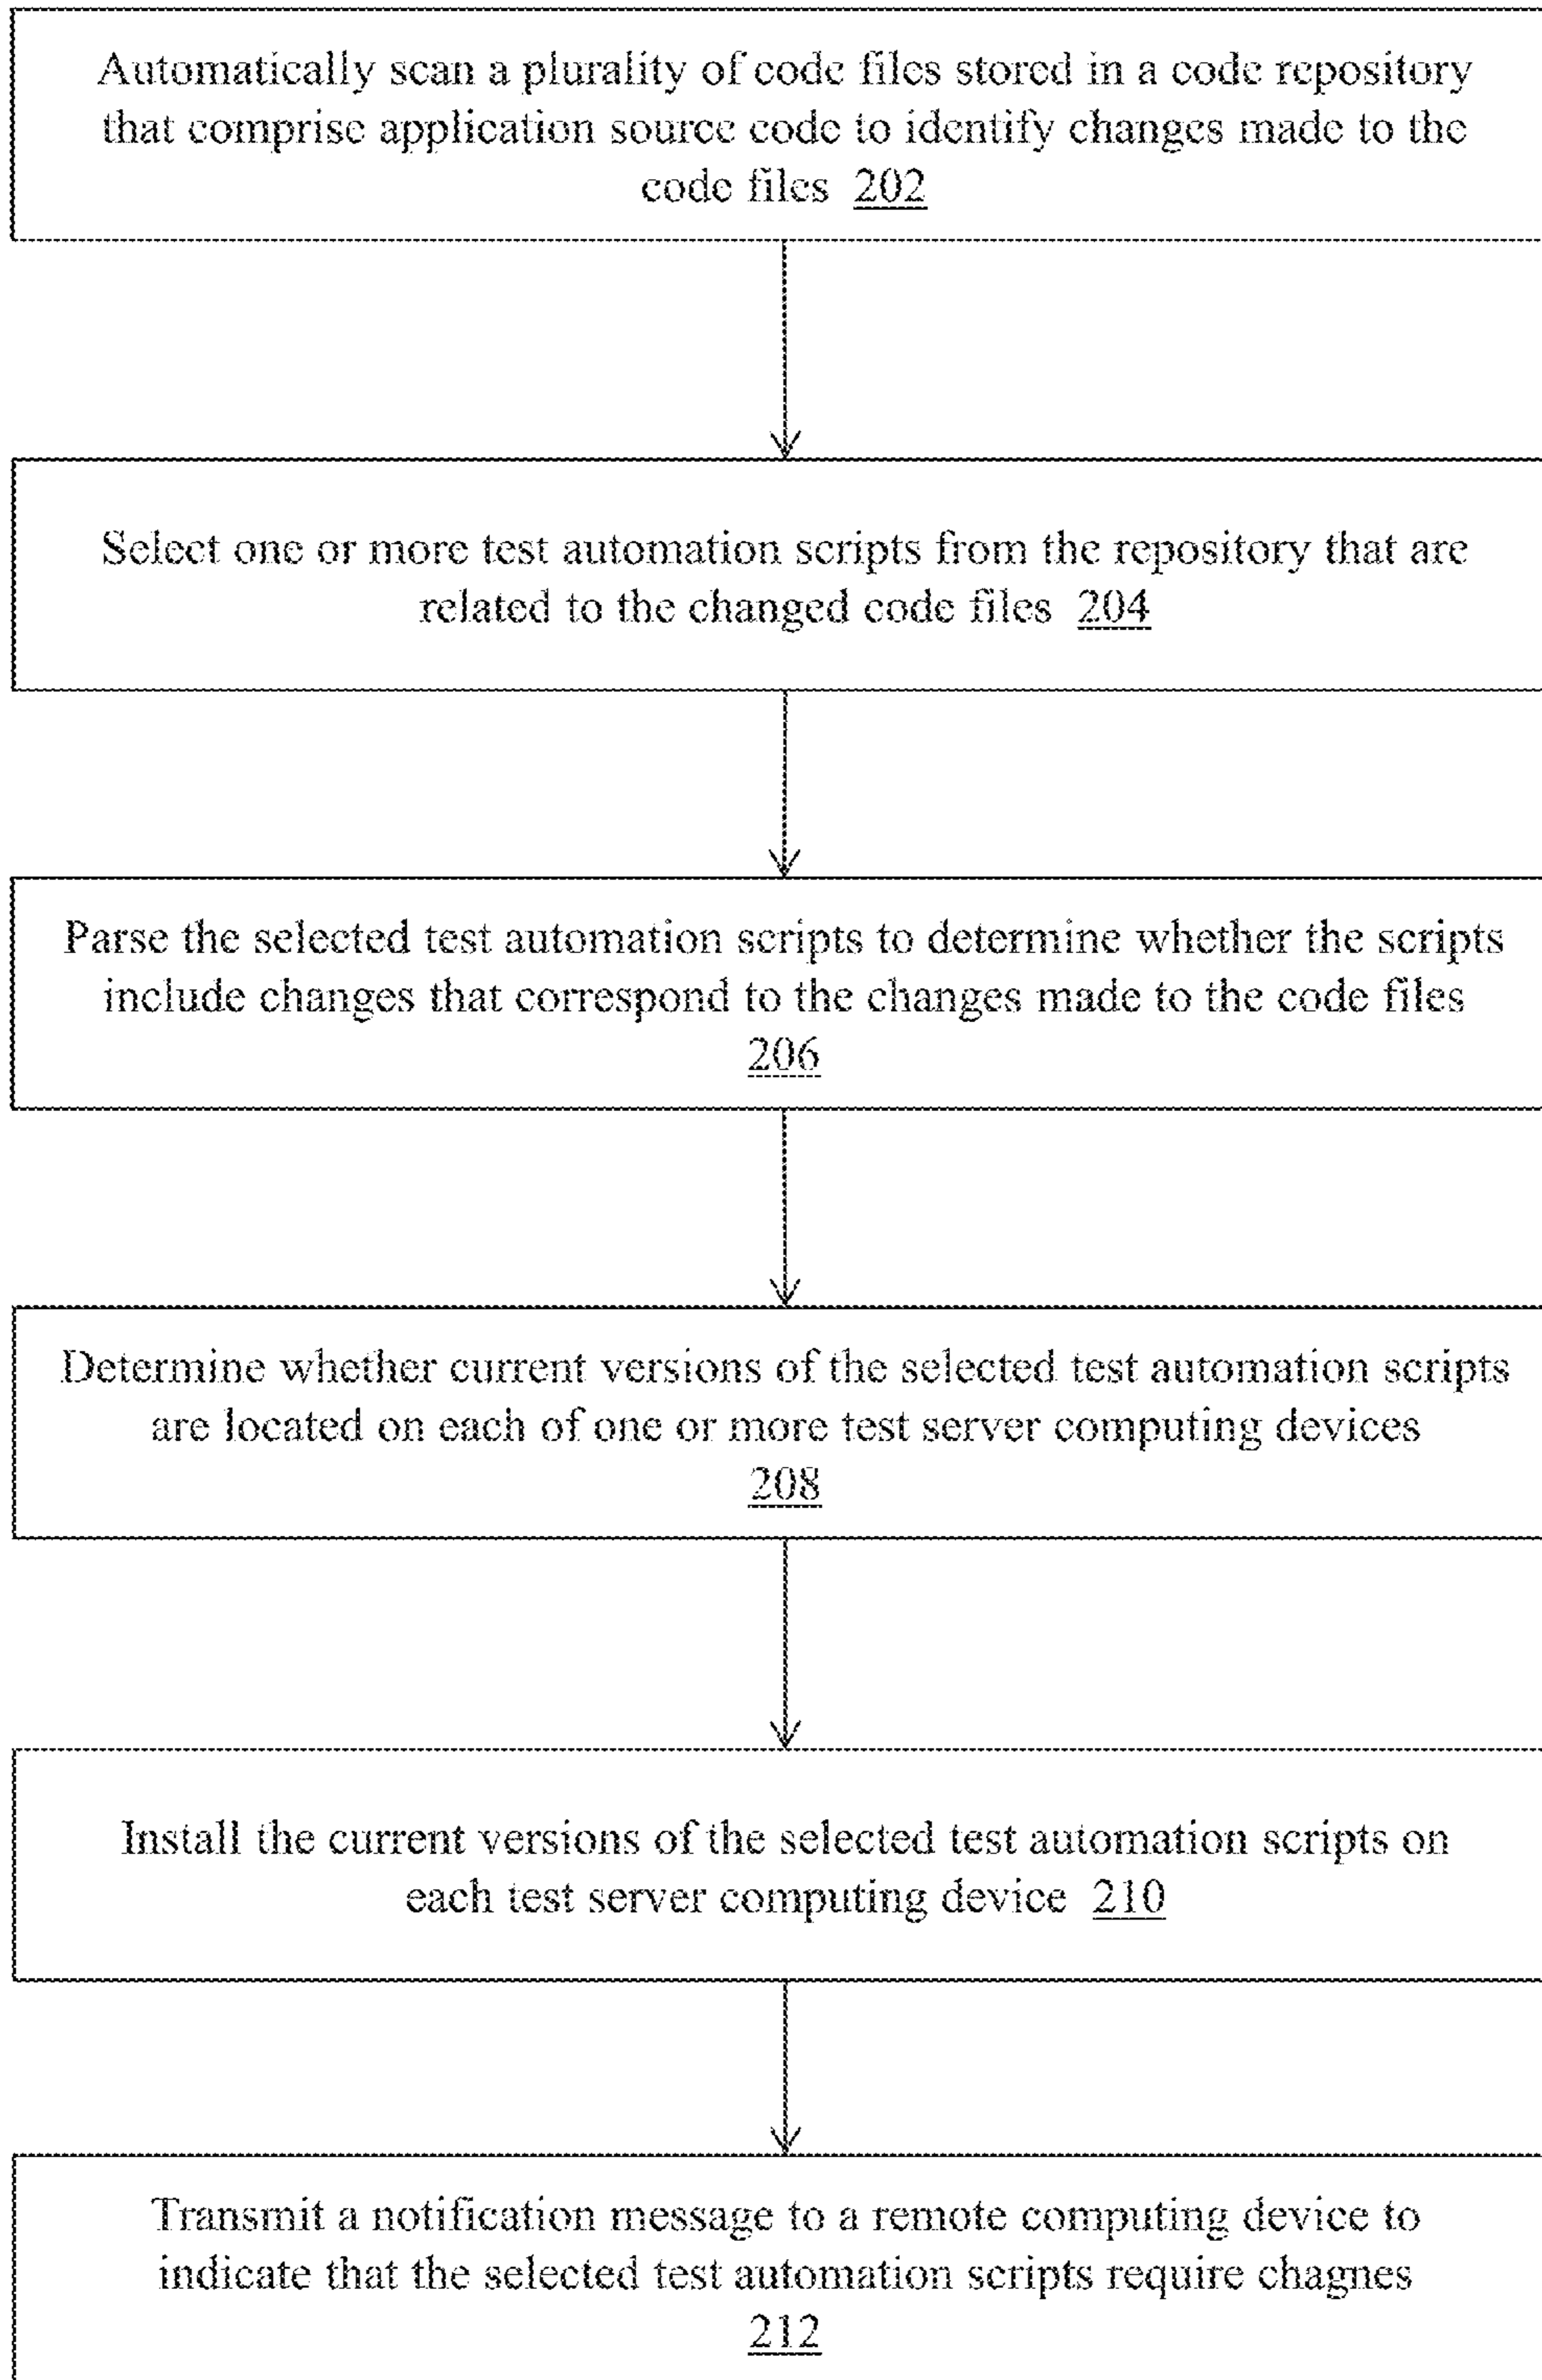 Automatically scan a plurality of code files stored in a code repository
that comprise application source code to identify changes made to the
code files 202
Select one or more test automation scripts from the repository that are
related to the changed code files 204
Parse the selected test automation scripts to determine whether the scripts
include changes that correspond to the changes made to the code files
206
Determine whether current versions of the selected test automation scripts
are located on each of one or more test server computing devices
208
Install the current versions of the selected test automation scripts on
each test server computing device 210
Transmit a notification message to a remote computing device to
indicate that the selected test automation scripts require chagnes
212